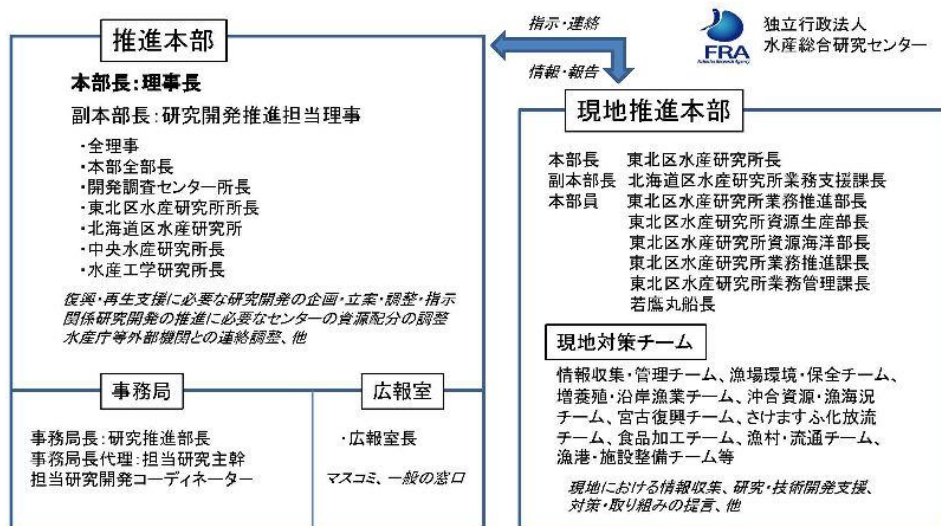 推進本部
本部長:理事長
副本部長:研究開発推進担当理事
・全理事
・本部全部長
・開発調査センター所長
・東北区水産研究所所長
・北海道区水産研究所
・中央水産研究所長
・水産工学研究所長
復興・再生支援に必要な研究開発の企画・立案・調整・指示
関係研究開発の推進に必要なセンターの資源配分の調整
水産庁等外部機関との連絡調整、他
事務局
事務局長:研究推進部長
事務局長代理:担当研究主幹
担当研究開発コーディネーター
広報室
・広報室長
マスコミ、一般の窓口
指示・連絡
情報・報告
FRA
Fisheries Research Agency
独立行政法人
水産総合研究センター
現地推進本部
本部長 東北区水産研究所長
副本部長 北海道区水産研究所業務支援課長
本部員 東北区水産研究所業務推進部長
東北区水産研究所資源生産部長
東北区水産研究所資源海洋部長
東北区水産研究所業務推進課長
東北区水産研究所業務管理課長
若鷹丸船長
現地対策チーム
情報収集・管理チーム、漁場環境・保全チーム、
増養殖・沿岸漁業チーム、沖合資源・漁海況
チーム、宮古復興チーム、さけますふ化放流
チーム、食品加工チーム、漁村・流通チーム、
漁港・施設整備チーム等
現地における情報収集、研究・技術開発支援、
対策・取り組みの提言、他